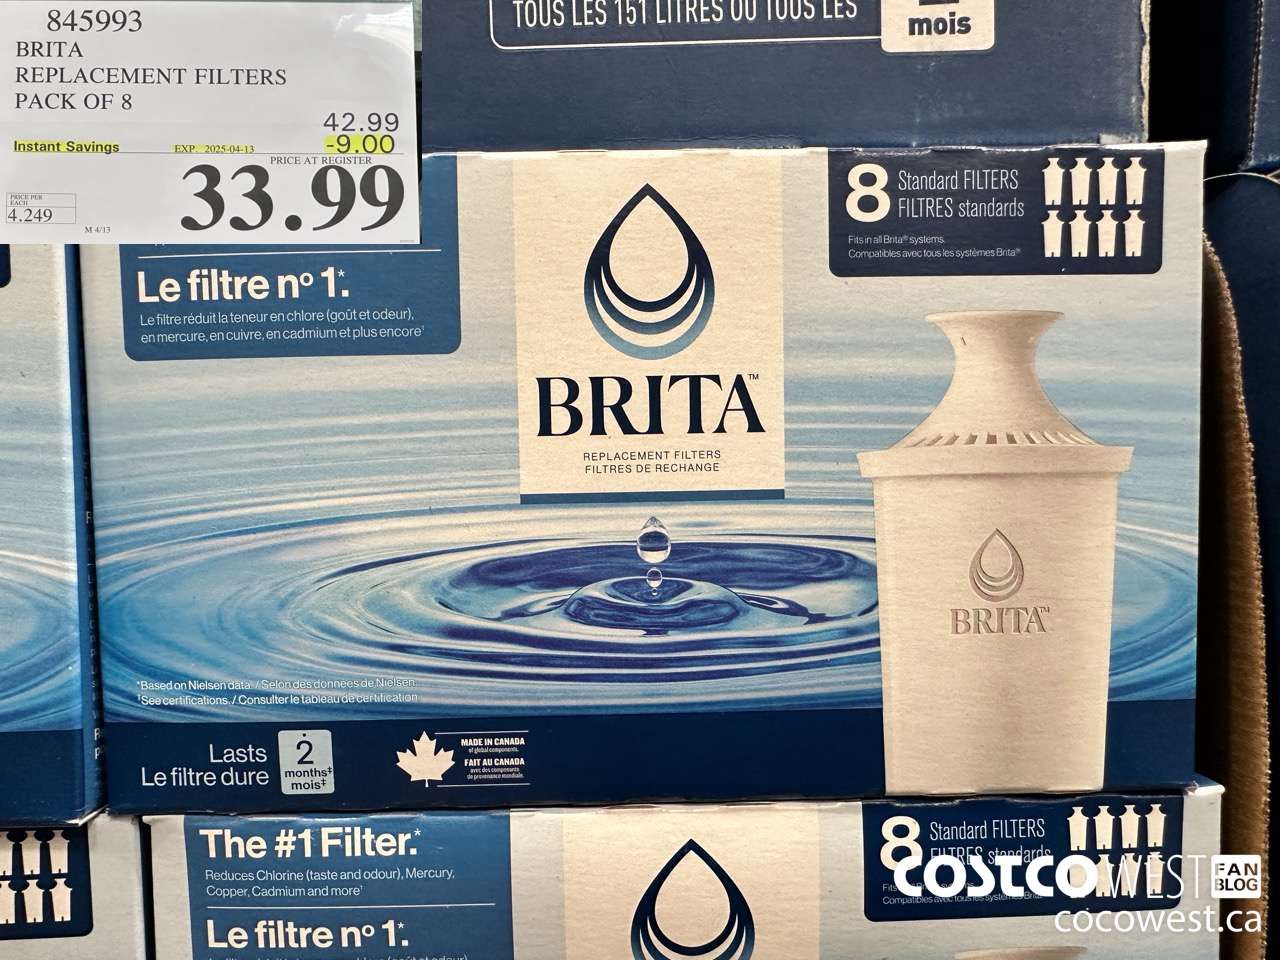 845993
BRITA
REPLACEMENT FILTERS
PACK OF 8
42.99
Instant Savings EXP. 2025-04-13 -9.00
PRICE AT REGISTER
33.99
PRICE PER
EACH
4.249
M 4/13
TOUS LES 151 LITRES OU TOUS LES
mois
Le filtre nº 1.*
Le filtre réduit la teneur en chlore (goût et odeur),
en mercure, en cuivre, en cadmium et plus encore†
BRITA™
REPLACEMENT FILTERS
FILTRES DE RECHANGE
8 Standard FILTERS
FILTRES standards
Fits in all Brita® systems.
Compatibles avec tous les systèmes Brita®
BRITA™
*Based on Nielsen data. / Selon des données de Nielsen.
†See certifications. / Consulter le tableau de certification
Lasts
Le filtre dure
2
months‡
mois‡
MADE IN CANADA
of global components.
FAIT AU CANADA
avec des composants
de provenance mondiale.
The #1 Filter.*
Reduces Chlorine (taste and odour), Mercury,
Copper, Cadmium and more†
Le filtre nº 1.*
8 Standard FILTERS
FILTRES standards
COSTCO WEST FAN BLOG
cocowest.ca